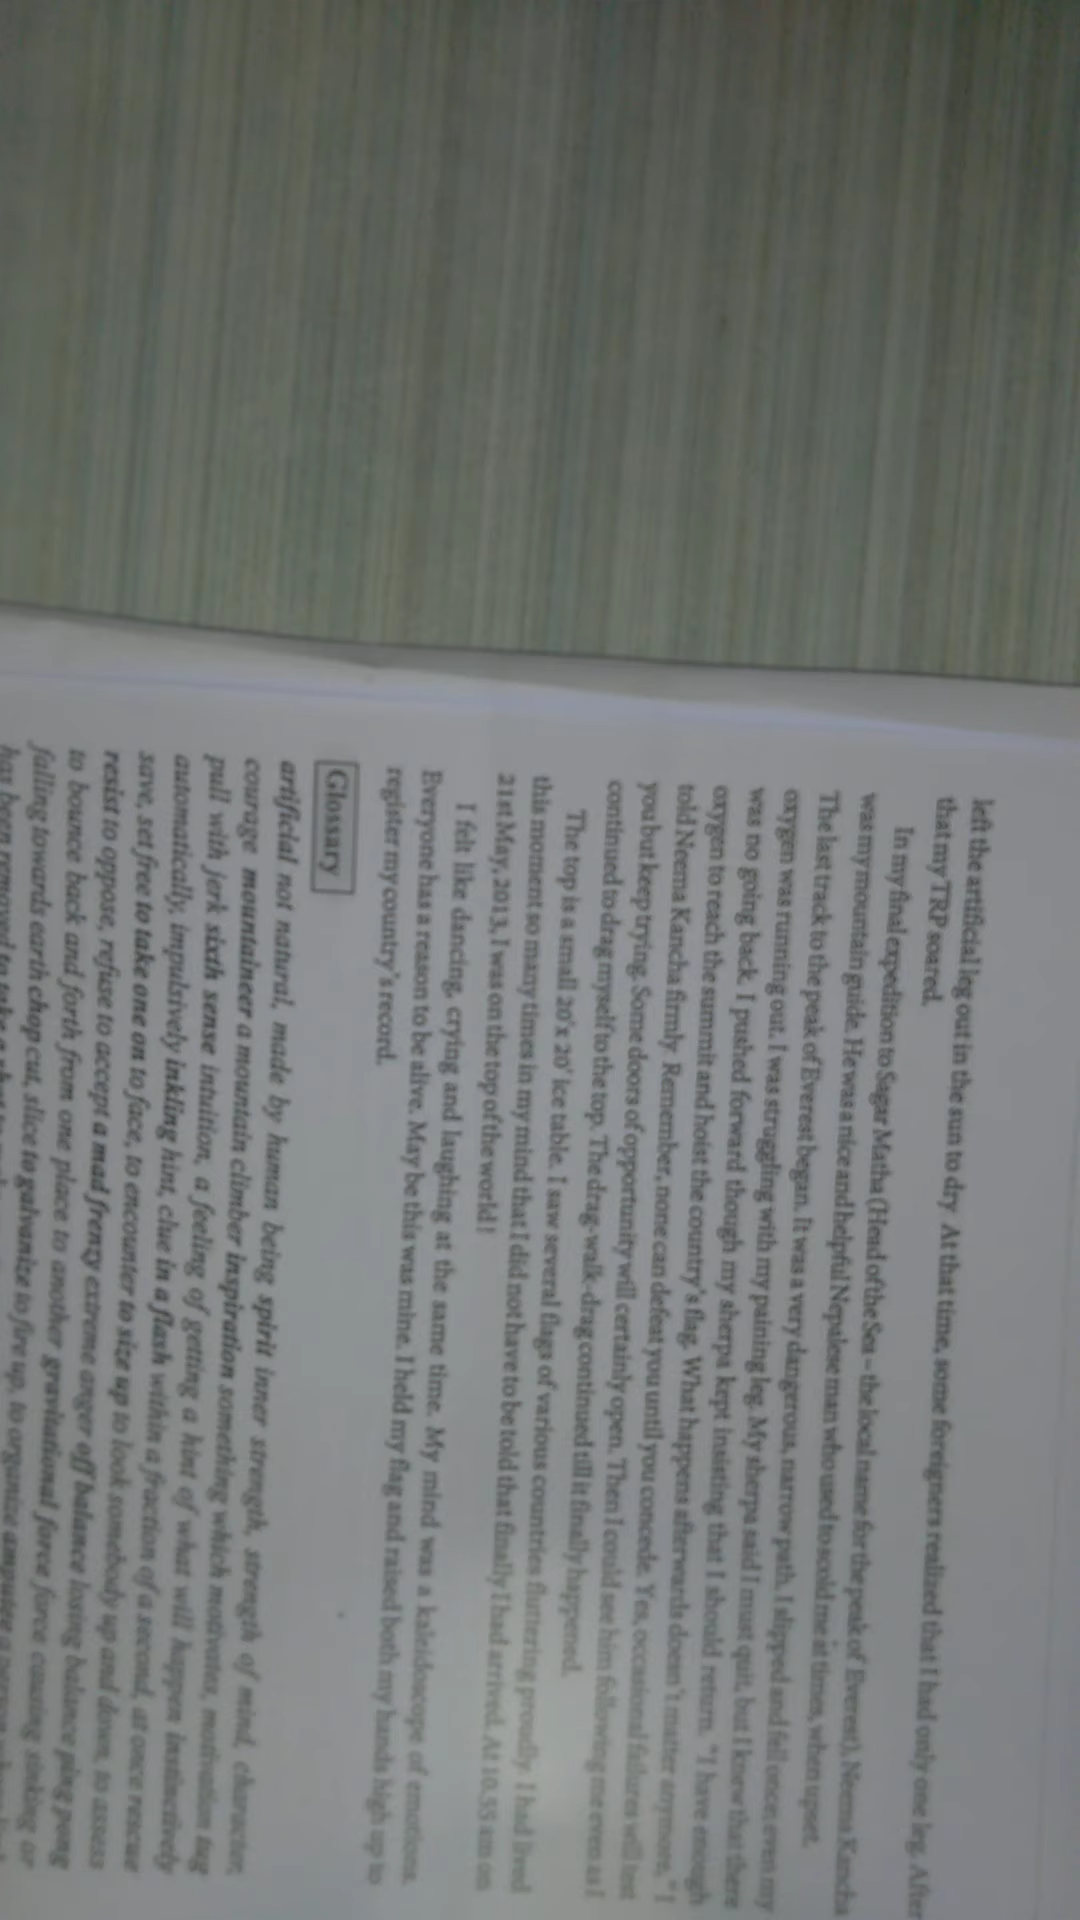 left the artificial leg out in the sun to dry At that time, some foreigners realized that I had only one leg. After
that my TRP soared.
In my final expedition to Sagar Matha (Head of the Sea – the local name for the peak of Everest), Neema Kancha
was my mountain guide. He was a nice and helpful Nepalese man who used to scold me at times, when upset.
The last track to the peak of Everest began. It was a very dangerous, narrow path. I slipped and fell once; even my
oxygen was running out. I was struggling with my paining leg. My sherpa said I must quit, but I knew that there
was no going back. I pushed forward though my sherpa kept insisting that I should return. "I have enough
oxygen to reach the summit and hoist the country's flag. What happens afterwards doesn't matter anymore," I
told Neema Kancha firmly. Remember, none can defeat you until you concede. Yes, occasional failures will test
you but keep trying. Some doors of opportunity will certainly open. Then I could see him following me even as I
continued to drag myself to the top. The drag-walk-drag continued till it finally happened.
The top is a small 20'x 20' ice table. I saw several flags of various countries fluttering proudly. I had lived
this moment so many times in my mind that I did not have to be told that finally I had arrived. At 10.55 am on
21st May, 2013, I was on the top of the world!
I felt like dancing, crying and laughing at the same time. My mind was a kaleidoscope of emotions.
Everyone has a reason to be alive. May be this was mine. I held my flag and raised both my hands high up to
register my country's record.
Glossary
artificial not natural, made by human being spirit inner strength, strength of mind, character,
courage mountaineer a mountain climber inspiration something which motivates, motivation tug
pull with jerk sixth sense intuition, a feeling of getting a hint of what will happen instinctively
automatically, impulsively inkling hint, clue in a flash within a fraction of a second, at once rescue
save, set free to take one on to face, to encounter to size up to look somebody up and down, to assess
resist to oppose, refuse to accept a mad frenzy extreme anger off balance losing balance ping pong
to bounce back and forth from one place to another gravitational force force causing sinking or
falling towards earth chop cut, slice to galvanize to fire up, to organize
has been removed to take a